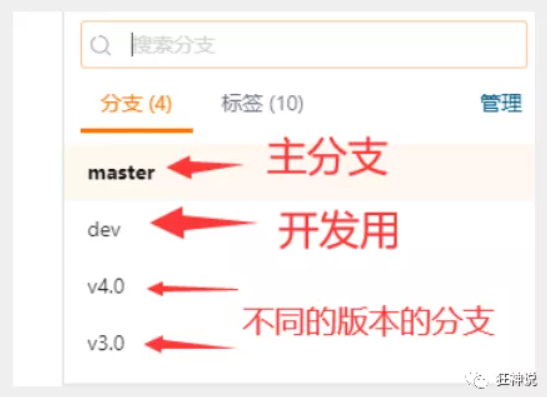 搜索分支
分支 (4) 标签 (10) 管理
master 主分支
dev 开发用
v4.0
不同的版本的分支
v3.0
狂神说